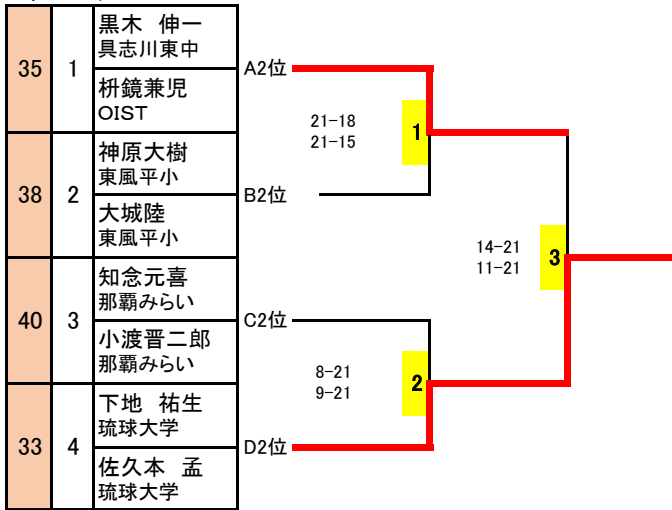 35
1
黒木 伸一
具志川東中
枡鏡兼児
OIST
A2位
38
2
神原大樹
東風平小
大城陸
東風平小
B2位
40
3
知念元喜
那覇みらい
小渡晋二郎
那覇みらい
C2位
33
4
下地 祐生
琉球大学
佐久本 孟
琉球大学
D2位
21-18
21-15
1
8-21
9-21
2
14-21
11-21
3